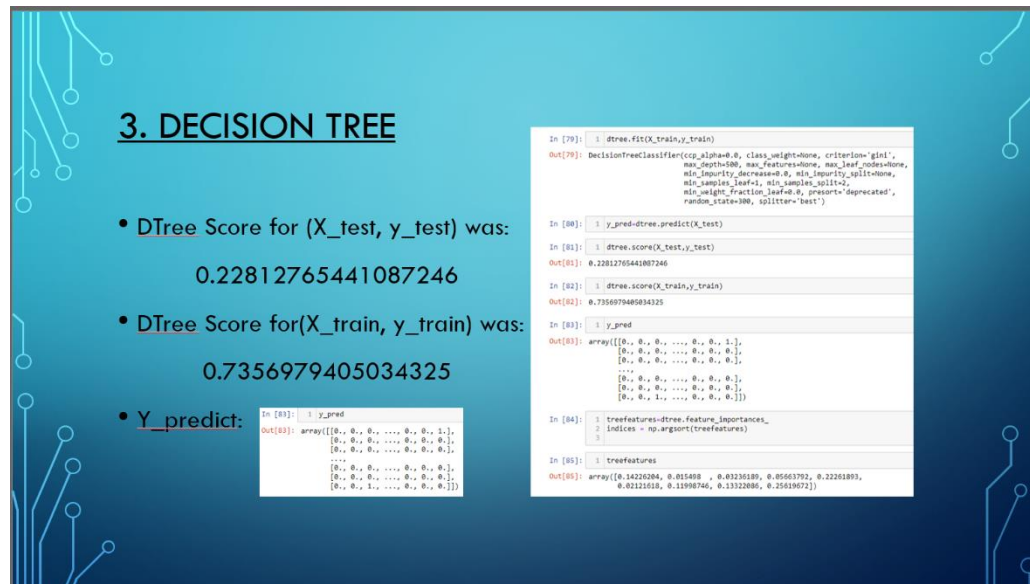 3. DECISION TREE
• DTree Score for (X_test, y_test) was:
0.22812765441087246
• DTree Score for(X_train, y_train) was:
0.7356979405034325
• Y_predict:
In [83]: 1 y_pred
Out[83]: array([[0., 0., 0., ..., 0., 0., 1.],
[0., 0., 0., ..., 0., 0., 0.],
[0., 0., 0., ..., 0., 0., 0.],
...,
[0., 0., 0., ..., 0., 0., 0.],
[0., 0., 0., ..., 0., 0., 0.],
[0., 0., 1., ..., 0., 0., 0.]])
In [79]: 1 dtree.fit(X_train,y_train)
Out[79]: DecisionTreeClassifier(ccp_alpha=0.0, class_weight=None, criterion='gini',
max_depth=500, max_features=None, max_leaf_nodes=None,
min_impurity_decrease=0.0, min_impurity_split=None,
min_samples_leaf=1, min_samples_split=2,
min_weight_fraction_leaf=0.0, presort='deprecated',
random_state=300, splitter='best')
In [80]: 1 y_pred=dtree.predict(X_test)
In [81]: 1 dtree.score(X_test,y_test)
Out[81]: 0.22812765441087246
In [82]: 1 dtree.score(X_train,y_train)
Out[82]: 0.7356979405034325
In [83]: 1 y_pred
Out[83]: array([[0., 0., 0., ..., 0., 0., 1.],
[0., 0., 0., ..., 0., 0., 0.],
[0., 0., 0., ..., 0., 0., 0.],
...,
[0., 0., 0., ..., 0., 0., 0.],
[0., 0., 0., ..., 0., 0., 0.],
[0., 0., 1., ..., 0., 0., 0.]])
In [84]: 1 treefeatures=dtree.feature_importances_
2 indices = np.argsort(treefeatures)
3
In [85]: 1 treefeatures
Out[85]: array([0.14226204, 0.015498 , 0.03236189, 0.05663792, 0.22261893,
0.02121618, 0.11998746, 0.13322086, 0.25619672])